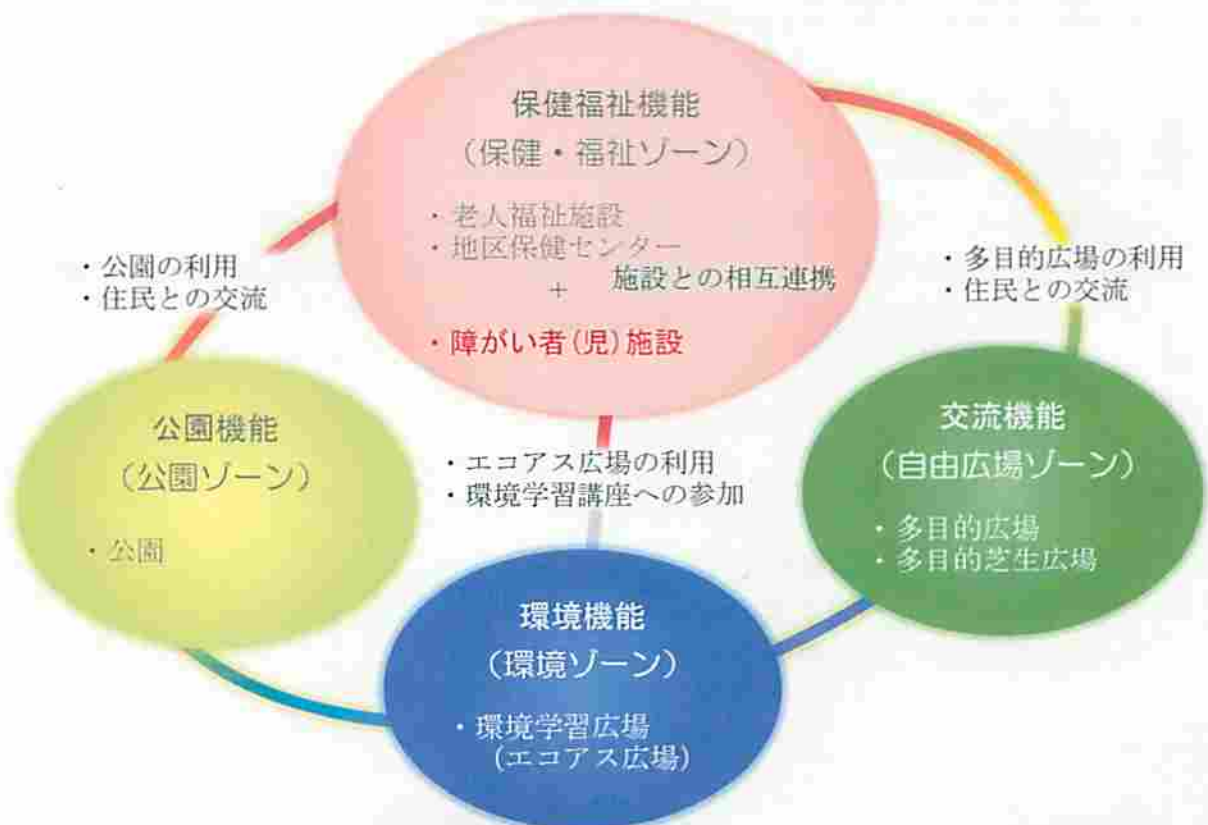 保健福祉機能
（保健・福祉ゾーン）
・老人福祉施設
・地区保健センター
+ 施設との相互連携
・障がい者(児)施設
・公園の利用
・住民との交流
・多目的広場の利用
・住民との交流
公園機能
（公園ゾーン）
・公園
・エコアス広場の利用
・環境学習講座への参加
交流機能
（自由広場ゾーン）
・多目的広場
・多目的芝生広場
環境機能
（環境ゾーン）
・環境学習広場
（エコアス広場）